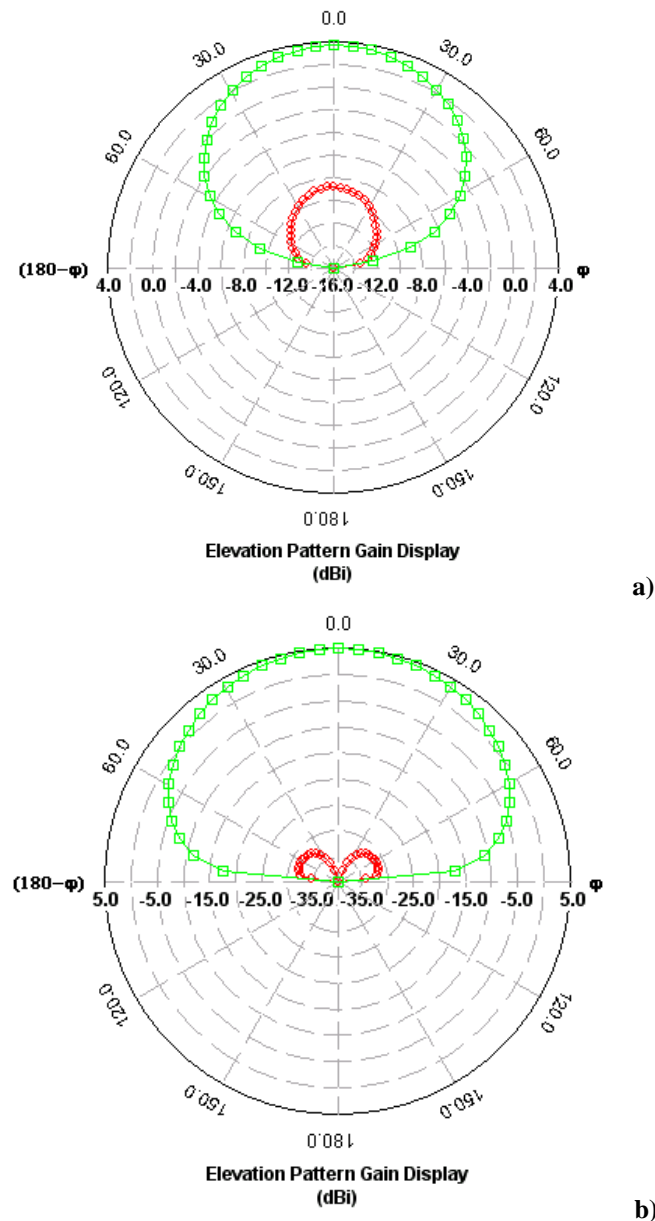 0.0
30.0 30.0
60.0 60.0
(180-φ) φ
4.0 0.0 -4.0 -8.0 -12.0 -16.0 -12.0 -8.0 -4.0 0.0 4.0
120.0 120.0
150.0 150.0
180.0
Elevation Pattern Gain Display
(dBi)
a)
0.0
30.0 30.0
60.0 60.0
(180-φ) φ
5.0 -5.0 -15.0 -25.0 -35.0 -35.0 -25.0 -15.0 -5.0 5.0
120.0 120.0
150.0 150.0
180.0
Elevation Pattern Gain Display
(dBi)
b)